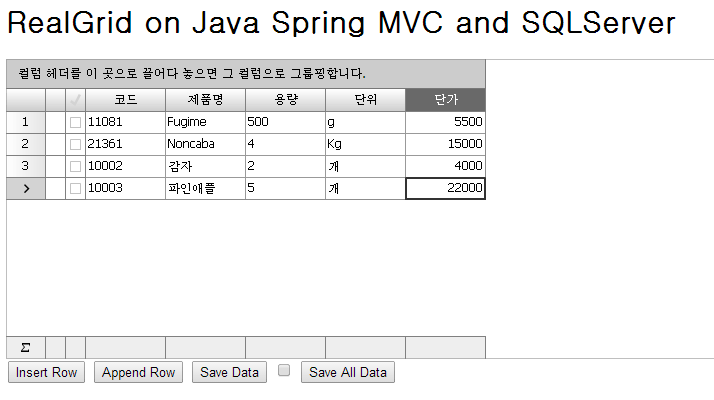 RealGrid on Java Spring MVC and SQLServer
컬럼 헤더를 이 곳으로 끌어다 놓으면 그 컬럼으로 그룹핑합니다.
코드 제품명 용량 단위 단가
1 11081 Fugime 500 g 5500
2 21361 Noncaba 4 Kg 15000
3 10002 감자 2 개 4000
> 10003 파인애플 5 개 22000
Σ
Insert Row Append Row Save Data Save All Data